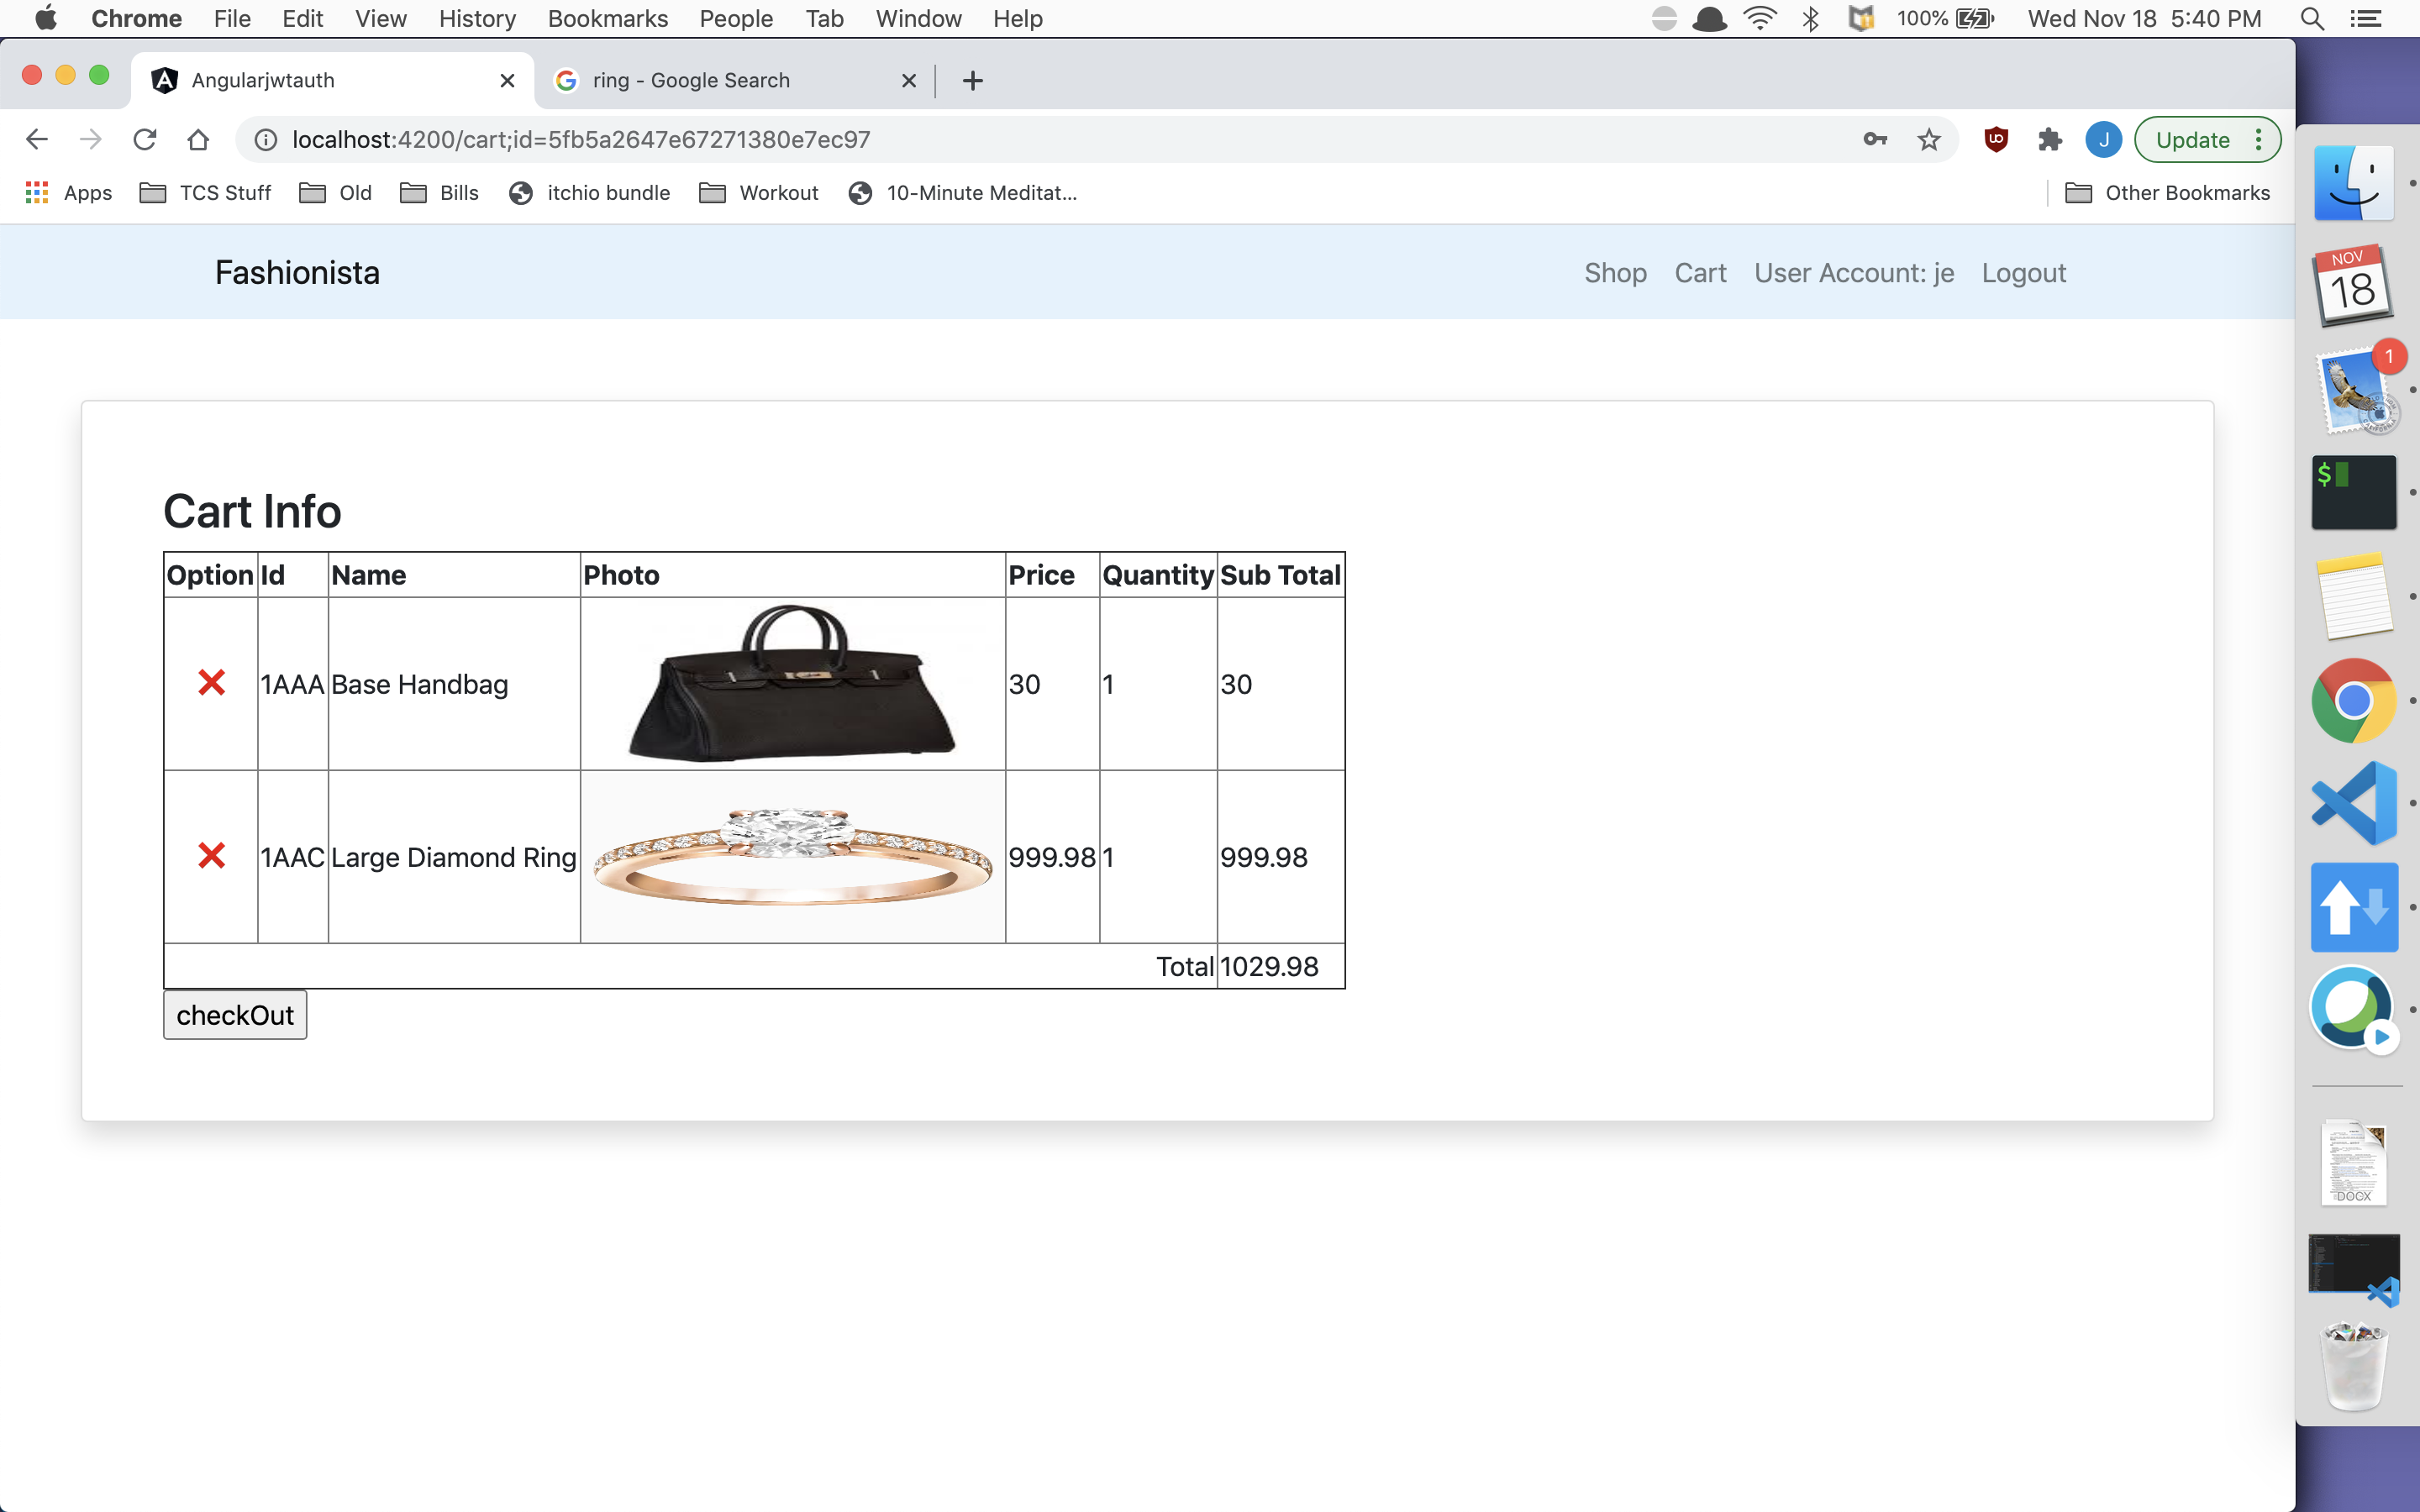 Chrome File Edit View History Bookmarks People Tab Window Help 100% Wed Nov 18 5:40 PM
Angularjwtauth ring - Google Search
localhost:4200/cart;id=5fb5a2647e67271380e7ec97 J Update
Apps TCS Stuff Old Bills itchio bundle Workout 10-Minute Meditat... Other Bookmarks
Fashionista Shop Cart User Account: je Logout
NOV
18
1
$
Cart Info
Option Id Name Photo Price Quantity Sub Total
1AAA Base Handbag 30 1 30
1AAC Large Diamond Ring 999.98 1 999.98
Total 1029.98
checkOut
DOCX